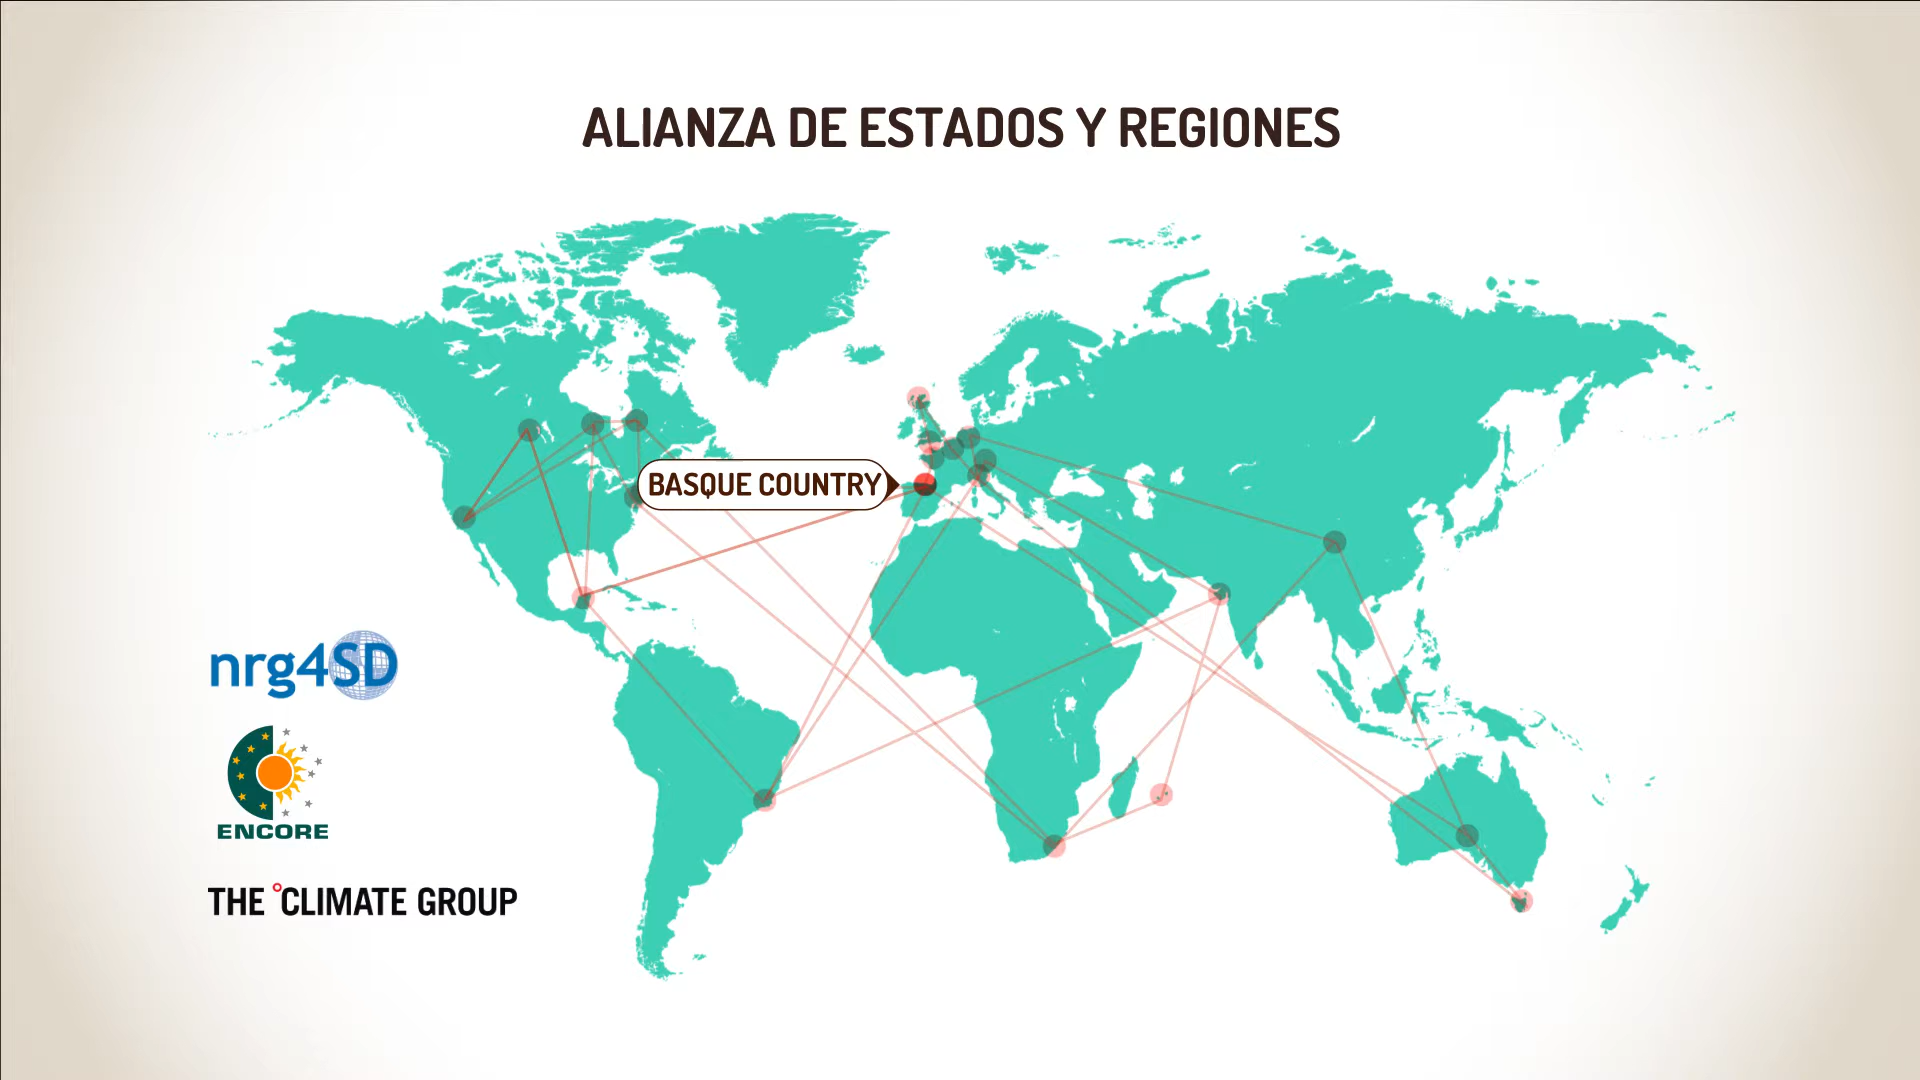 ALIANZA DE ESTADOS Y REGIONES
BASQUE COUNTRY
nrg4SD
ENCORE
THE °CLIMATE GROUP